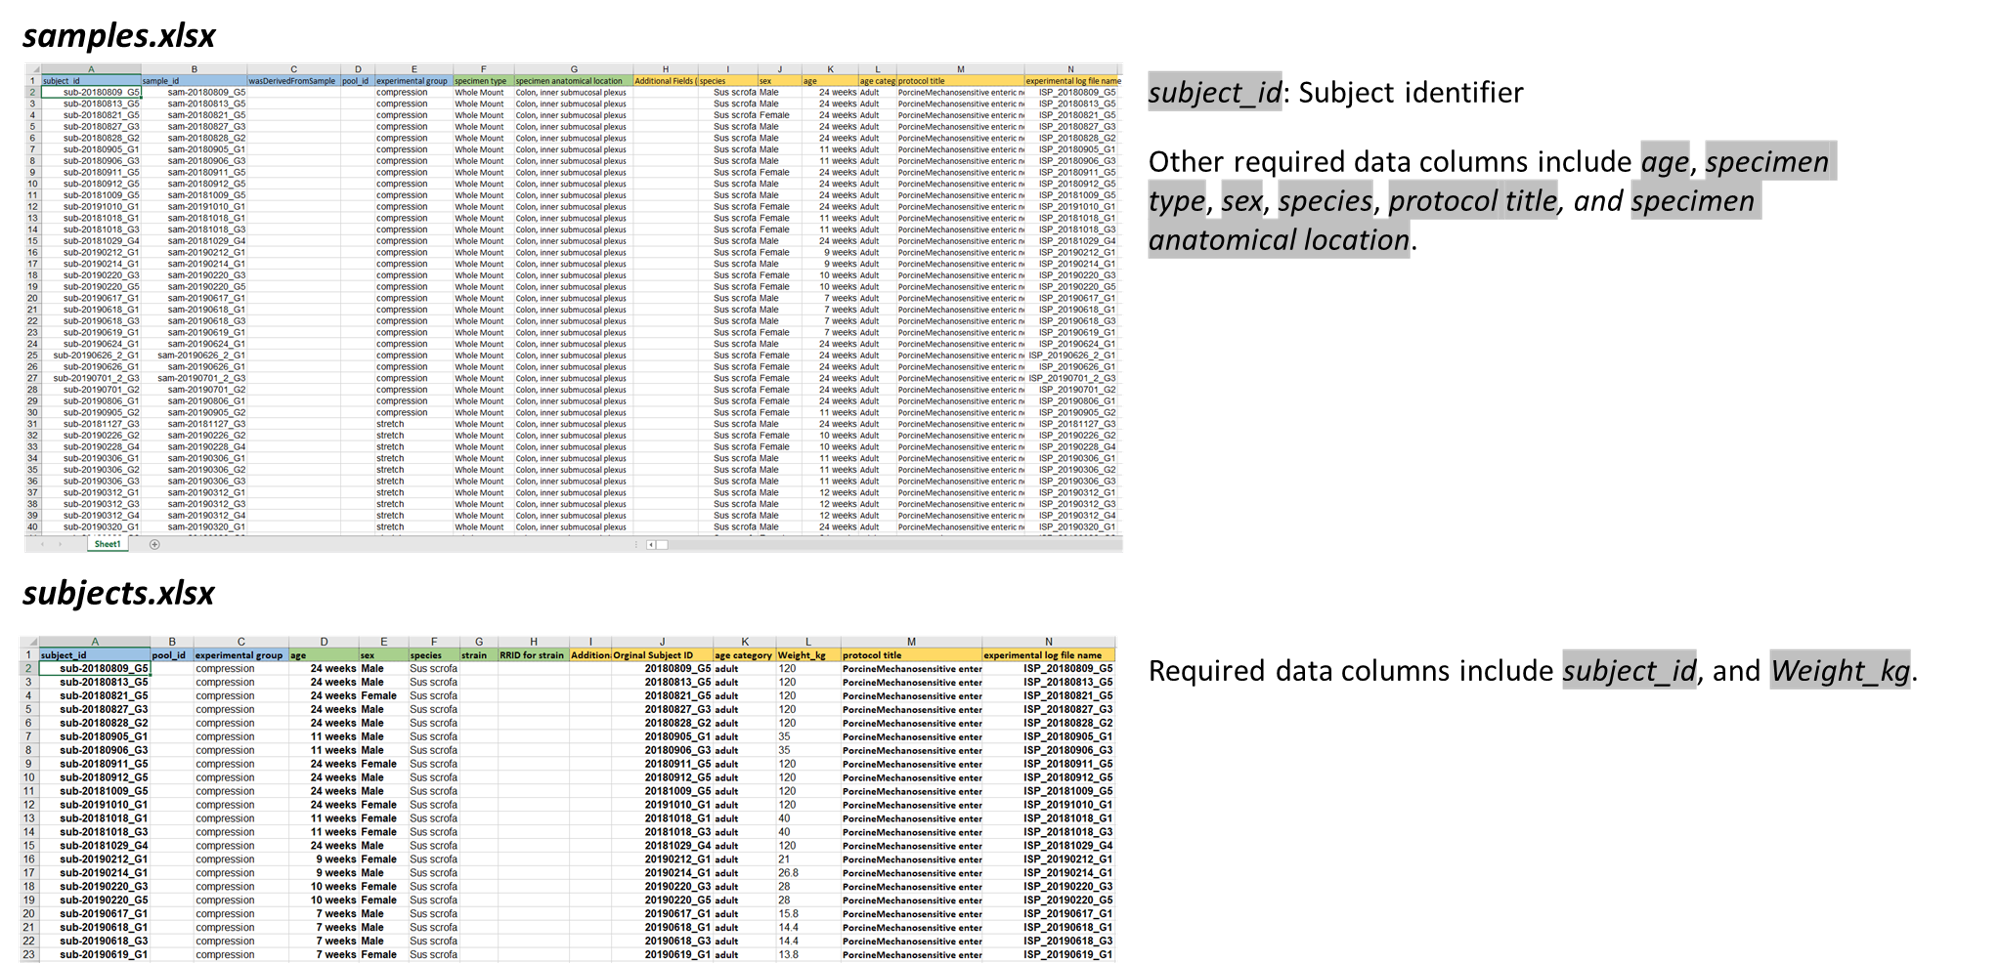 samples.xlsx
A B C D E F G H I J K L M N
1 subject_id sample_id wasDerivedFromSample pool_id experimental group specimen type specimen anatomical location Additional Fields ( species sex age age categ protocol title experimental log file name
2 sub-20180809_G5 sam-20180809_G5 compression Whole Mount Colon, inner submucosal plexus Sus scrofa Male 24 weeks Adult PorcineMechanosensitive enteric ne ISP_20180809_G5
3 sub-20180813_G5 sam-20180813_G5 compression Whole Mount Colon, inner submucosal plexus Sus scrofa Male 24 weeks Adult PorcineMechanosensitive enteric ne ISP_20180813_G5
4 sub-20180821_G5 sam-20180821_G5 compression Whole Mount Colon, inner submucosal plexus Sus scrofa Female 24 weeks Adult PorcineMechanosensitive enteric ne ISP_20180821_G5
5 sub-20180827_G3 sam-20180827_G3 compression Whole Mount Colon, inner submucosal plexus Sus scrofa Male 24 weeks Adult PorcineMechanosensitive enteric ne ISP_20180827_G3
6 sub-20180828_G2 sam-20180828_G2 compression Whole Mount Colon, inner submucosal plexus Sus scrofa Male 24 weeks Adult PorcineMechanosensitive enteric ne ISP_20180828_G2
7 sub-20180905_G1 sam-20180905_G1 compression Whole Mount Colon, inner submucosal plexus Sus scrofa Male 11 weeks Adult PorcineMechanosensitive enteric ne ISP_20180905_G1
8 sub-20180906_G3 sam-20180906_G3 compression Whole Mount Colon, inner submucosal plexus Sus scrofa Male 11 weeks Adult PorcineMechanosensitive enteric ne ISP_20180906_G3
9 sub-20180911_G5 sam-20180911_G5 compression Whole Mount Colon, inner submucosal plexus Sus scrofa Female 24 weeks Adult PorcineMechanosensitive enteric ne ISP_20180911_G5
10 sub-20180912_G5 sam-20180912_G5 compression Whole Mount Colon, inner submucosal plexus Sus scrofa Male 24 weeks Adult PorcineMechanosensitive enteric ne ISP_20180912_G5
11 sub-20181009_G5 sam-20181009_G5 compression Whole Mount Colon, inner submucosal plexus Sus scrofa Male 24 weeks Adult PorcineMechanosensitive enteric ne ISP_20181009_G5
12 sub-20191010_G1 sam-20191010_G1 compression Whole Mount Colon, inner submucosal plexus Sus scrofa Female 24 weeks Adult PorcineMechanosensitive enteric ne ISP_20191010_G1
13 sub-20181018_G1 sam-20181018_G1 compression Whole Mount Colon, inner submucosal plexus Sus scrofa Female 11 weeks Adult PorcineMechanosensitive enteric ne ISP_20181018_G1
14 sub-20181018_G3 sam-20181018_G3 compression Whole Mount Colon, inner submucosal plexus Sus scrofa Female 11 weeks Adult PorcineMechanosensitive enteric ne ISP_20181018_G3
15 sub-20181029_G4 sam-20181029_G4 compression Whole Mount Colon, inner submucosal plexus Sus scrofa Male 24 weeks Adult PorcineMechanosensitive enteric ne ISP_20181029_G4
16 sub-20190212_G1 sam-20190212_G1 compression Whole Mount Colon, inner submucosal plexus Sus scrofa Female 9 weeks Adult PorcineMechanosensitive enteric ne ISP_20190212_G1
17 sub-20190214_G1 sam-20190214_G1 compression Whole Mount Colon, inner submucosal plexus Sus scrofa Male 9 weeks Adult PorcineMechanosensitive enteric ne ISP_20190214_G1
18 sub-20190220_G3 sam-20190220_G3 compression Whole Mount Colon, inner submucosal plexus Sus scrofa Female 10 weeks Adult PorcineMechanosensitive enteric ne ISP_20190220_G3
19 sub-20190220_G5 sam-20190220_G5 compression Whole Mount Colon, inner submucosal plexus Sus scrofa Female 10 weeks Adult PorcineMechanosensitive enteric ne ISP_20190220_G5
20 sub-20190617_G1 sam-20190617_G1 compression Whole Mount Colon, inner submucosal plexus Sus scrofa Male 7 weeks Adult PorcineMechanosensitive enteric ne ISP_20190617_G1
21 sub-20190618_G1 sam-20190618_G1 compression Whole Mount Colon, inner submucosal plexus Sus scrofa Male 7 weeks Adult PorcineMechanosensitive enteric ne ISP_20190618_G1
22 sub-20190618_G3 sam-20190618_G3 compression Whole Mount Colon, inner submucosal plexus Sus scrofa Male 7 weeks Adult PorcineMechanosensitive enteric ne ISP_20190618_G3
23 sub-20190619_G1 sam-20190619_G1 compression Whole Mount Colon, inner submucosal plexus Sus scrofa Female 7 weeks Adult PorcineMechanosensitive enteric ne ISP_20190619_G1
24 sub-20190624_G1 sam-20190624_G1 compression Whole Mount Colon, inner submucosal plexus Sus scrofa Male 24 weeks Adult PorcineMechanosensitive enteric ne ISP_20190624_G1
25 sub-20190626_2_G1 sam-20190626_2_G1 compression Whole Mount Colon, inner submucosal plexus Sus scrofa Female 24 weeks Adult PorcineMechanosensitive enteric ne ISP_20190626_2_G1
26 sub-20190626_G1 sam-20190626_G1 compression Whole Mount Colon, inner submucosal plexus Sus scrofa Female 24 weeks Adult PorcineMechanosensitive enteric ne ISP_20190626_G1
27 sub-20190701_2_G3 sam-20190701_2_G3 compression Whole Mount Colon, inner submucosal plexus Sus scrofa Female 24 weeks Adult PorcineMechanosensitive enteric ne ISP_20190701_2_G3
28 sub-20190701_G2 sam-20190701_G2 compression Whole Mount Colon, inner submucosal plexus Sus scrofa Female 24 weeks Adult PorcineMechanosensitive enteric ne ISP_20190701_G2
29 sub-20190806_G1 sam-20190806_G1 compression Whole Mount Colon, inner submucosal plexus Sus scrofa Female 24 weeks Adult PorcineMechanosensitive enteric ne ISP_20190806_G1
30 sub-20190905_G2 sam-20190905_G2 compression Whole Mount Colon, inner submucosal plexus Sus scrofa Female 11 weeks Adult PorcineMechanosensitive enteric ne ISP_20190905_G2
31 sub-20181127_G3 sam-20181127_G3 stretch Whole Mount Colon, inner submucosal plexus Sus scrofa Male 24 weeks Adult PorcineMechanosensitive enteric ne ISP_20181127_G3
32 sub-20190226_G2 sam-20190226_G2 stretch Whole Mount Colon, inner submucosal plexus Sus scrofa Female 10 weeks Adult PorcineMechanosensitive enteric ne ISP_20190226_G2
33 sub-20190228_G4 sam-20190228_G4 stretch Whole Mount Colon, inner submucosal plexus Sus scrofa Female 10 weeks Adult PorcineMechanosensitive enteric ne ISP_20190228_G4
34 sub-20190306_G1 sam-20190306_G1 stretch Whole Mount Colon, inner submucosal plexus Sus scrofa Male 11 weeks Adult PorcineMechanosensitive enteric ne ISP_20190306_G1
35 sub-20190306_G2 sam-20190306_G2 stretch Whole Mount Colon, inner submucosal plexus Sus scrofa Male 11 weeks Adult PorcineMechanosensitive enteric ne ISP_20190306_G2
36 sub-20190306_G3 sam-20190306_G3 stretch Whole Mount Colon, inner submucosal plexus Sus scrofa Male 11 weeks Adult PorcineMechanosensitive enteric ne ISP_20190306_G3
37 sub-20190312_G1 sam-20190312_G1 stretch Whole Mount Colon, inner submucosal plexus Sus scrofa Male 12 weeks Adult PorcineMechanosensitive enteric ne ISP_20190312_G1
38 sub-20190312_G3 sam-20190312_G3 stretch Whole Mount Colon, inner submucosal plexus Sus scrofa Male 12 weeks Adult PorcineMechanosensitive enteric ne ISP_20190312_G3
39 sub-20190312_G4 sam-20190312_G4 stretch Whole Mount Colon, inner submucosal plexus Sus scrofa Male 12 weeks Adult PorcineMechanosensitive enteric ne ISP_20190312_G4
40 sub-20190320_G1 sam-20190320_G1 stretch Whole Mount Colon, inner submucosal plexus Sus scrofa Male 24 weeks Adult PorcineMechanosensitive enteric ne ISP_20190320_G1
Sheet1
subject_id: Subject identifier
Other required data columns include age, specimen
type, sex, species, protocol title, and specimen
anatomical location.
subjects.xlsx
A B C D E F G H I J K L M N
1 subject_id pool_id experimental group age sex species strain RRID for strain Addition Orginal Subject ID age category Weight_kg protocol title experimental log file name
2 sub-20180809_G5 compression 24 weeks Male Sus scrofa 20180809_G5 adult 120 PorcineMechanosensitive enter ISP_20180809_G5
3 sub-20180813_G5 compression 24 weeks Male Sus scrofa 20180813_G5 adult 120 PorcineMechanosensitive enter ISP_20180813_G5
4 sub-20180821_G5 compression 24 weeks Female Sus scrofa 20180821_G5 adult 120 PorcineMechanosensitive enter ISP_20180821_G5
5 sub-20180827_G3 compression 24 weeks Male Sus scrofa 20180827_G3 adult 120 PorcineMechanosensitive enter ISP_20180827_G3
6 sub-20180828_G2 compression 24 weeks Male Sus scrofa 20180828_G2 adult 120 PorcineMechanosensitive enter ISP_20180828_G2
7 sub-20180905_G1 compression 11 weeks Male Sus scrofa 20180905_G1 adult 35 PorcineMechanosensitive enter ISP_20180905_G1
8 sub-20180906_G3 compression 11 weeks Male Sus scrofa 20180906_G3 adult 35 PorcineMechanosensitive enter ISP_20180906_G3
9 sub-20180911_G5 compression 24 weeks Female Sus scrofa 20180911_G5 adult 120 PorcineMechanosensitive enter ISP_20180911_G5
10 sub-20180912_G5 compression 24 weeks Male Sus scrofa 20180912_G5 adult 120 PorcineMechanosensitive enter ISP_20180912_G5
11 sub-20181009_G5 compression 24 weeks Male Sus scrofa 20181009_G5 adult 120 PorcineMechanosensitive enter ISP_20181009_G5
12 sub-20191010_G1 compression 24 weeks Female Sus scrofa 20191010_G1 adult 120 PorcineMechanosensitive enter ISP_20191010_G1
13 sub-20181018_G1 compression 11 weeks Female Sus scrofa 20181018_G1 adult 40 PorcineMechanosensitive enter ISP_20181018_G1
14 sub-20181018_G3 compression 11 weeks Female Sus scrofa 20181018_G3 adult 40 PorcineMechanosensitive enter ISP_20181018_G3
15 sub-20181029_G4 compression 24 weeks Male Sus scrofa 20181029_G4 adult 120 PorcineMechanosensitive enter ISP_20181029_G4
16 sub-20190212_G1 compression 9 weeks Female Sus scrofa 20190212_G1 adult 21 PorcineMechanosensitive enter ISP_20190212_G1
17 sub-20190214_G1 compression 9 weeks Male Sus scrofa 20190214_G1 adult 26.8 PorcineMechanosensitive enter ISP_20190214_G1
18 sub-20190220_G3 compression 10 weeks Female Sus scrofa 20190220_G3 adult 28 PorcineMechanosensitive enter ISP_20190220_G3
19 sub-20190220_G5 compression 10 weeks Female Sus scrofa 20190220_G5 adult 28 PorcineMechanosensitive enter ISP_20190220_G5
20 sub-20190617_G1 compression 7 weeks Male Sus scrofa 20190617_G1 adult 15.8 PorcineMechanosensitive enter ISP_20190617_G1
21 sub-20190618_G1 compression 7 weeks Male Sus scrofa 20190618_G1 adult 14.4 PorcineMechanosensitive enter ISP_20190618_G1
22 sub-20190618_G3 compression 7 weeks Male Sus scrofa 20190618_G3 adult 14.4 PorcineMechanosensitive enter ISP_20190618_G3
23 sub-20190619_G1 compression 7 weeks Female Sus scrofa 20190619_G1 adult 13.8 PorcineMechanosensitive enter ISP_20190619_G1
Required data columns include subject_id, and Weight_kg.